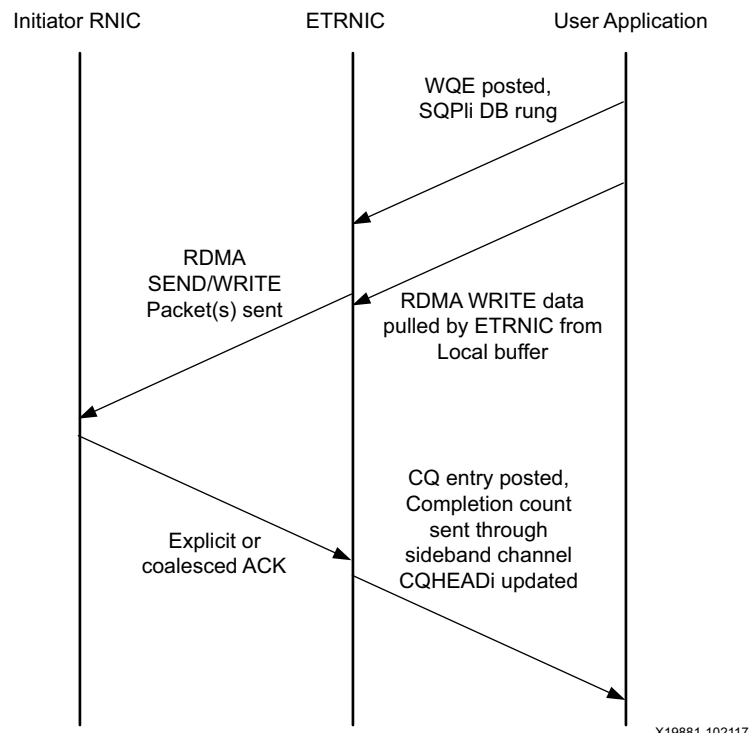 Initiator RNIC
ETRNIC
User Application
WQE posted,
SQPli DB rung
RDMA
SEND/WRITE
Packet(s) sent
RDMA WRITE data
pulled by ETRNIC from
Local buffer
CQ entry posted,
Completion count
sent through
sideband channel
CQHEADi updated
Explicit or
coalesced ACK
X19881-102117